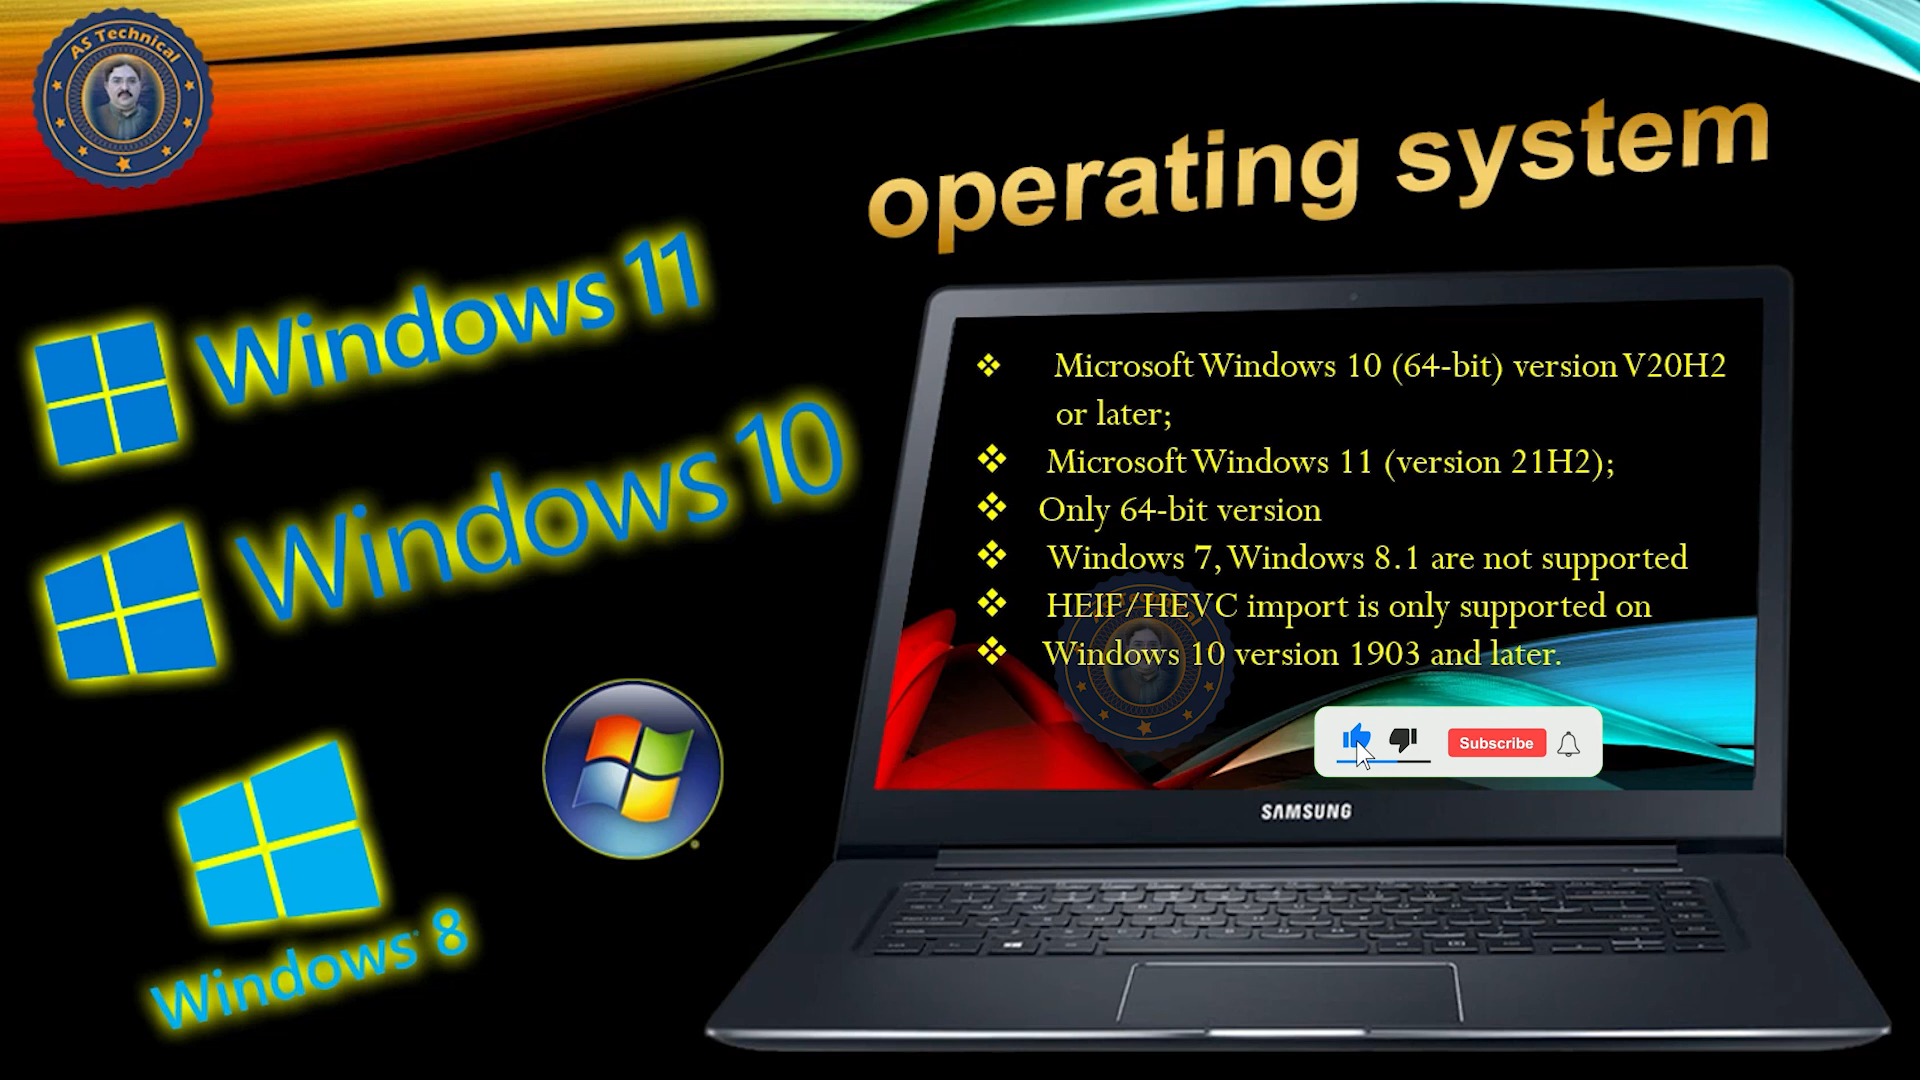 AS Technical
operating system
Windows 11
Windows 10
Windows 8
❖ Microsoft Windows 10 (64-bit) version V20H2
or later;
❖ Microsoft Windows 11 (version 21H2);
❖ Only 64-bit version
❖ Windows 7, Windows 8.1 are not supported
❖ HEIF/HEVC import is only supported on
❖ Windows 10 version 1903 and later.
Subscribe
SAMSUNG